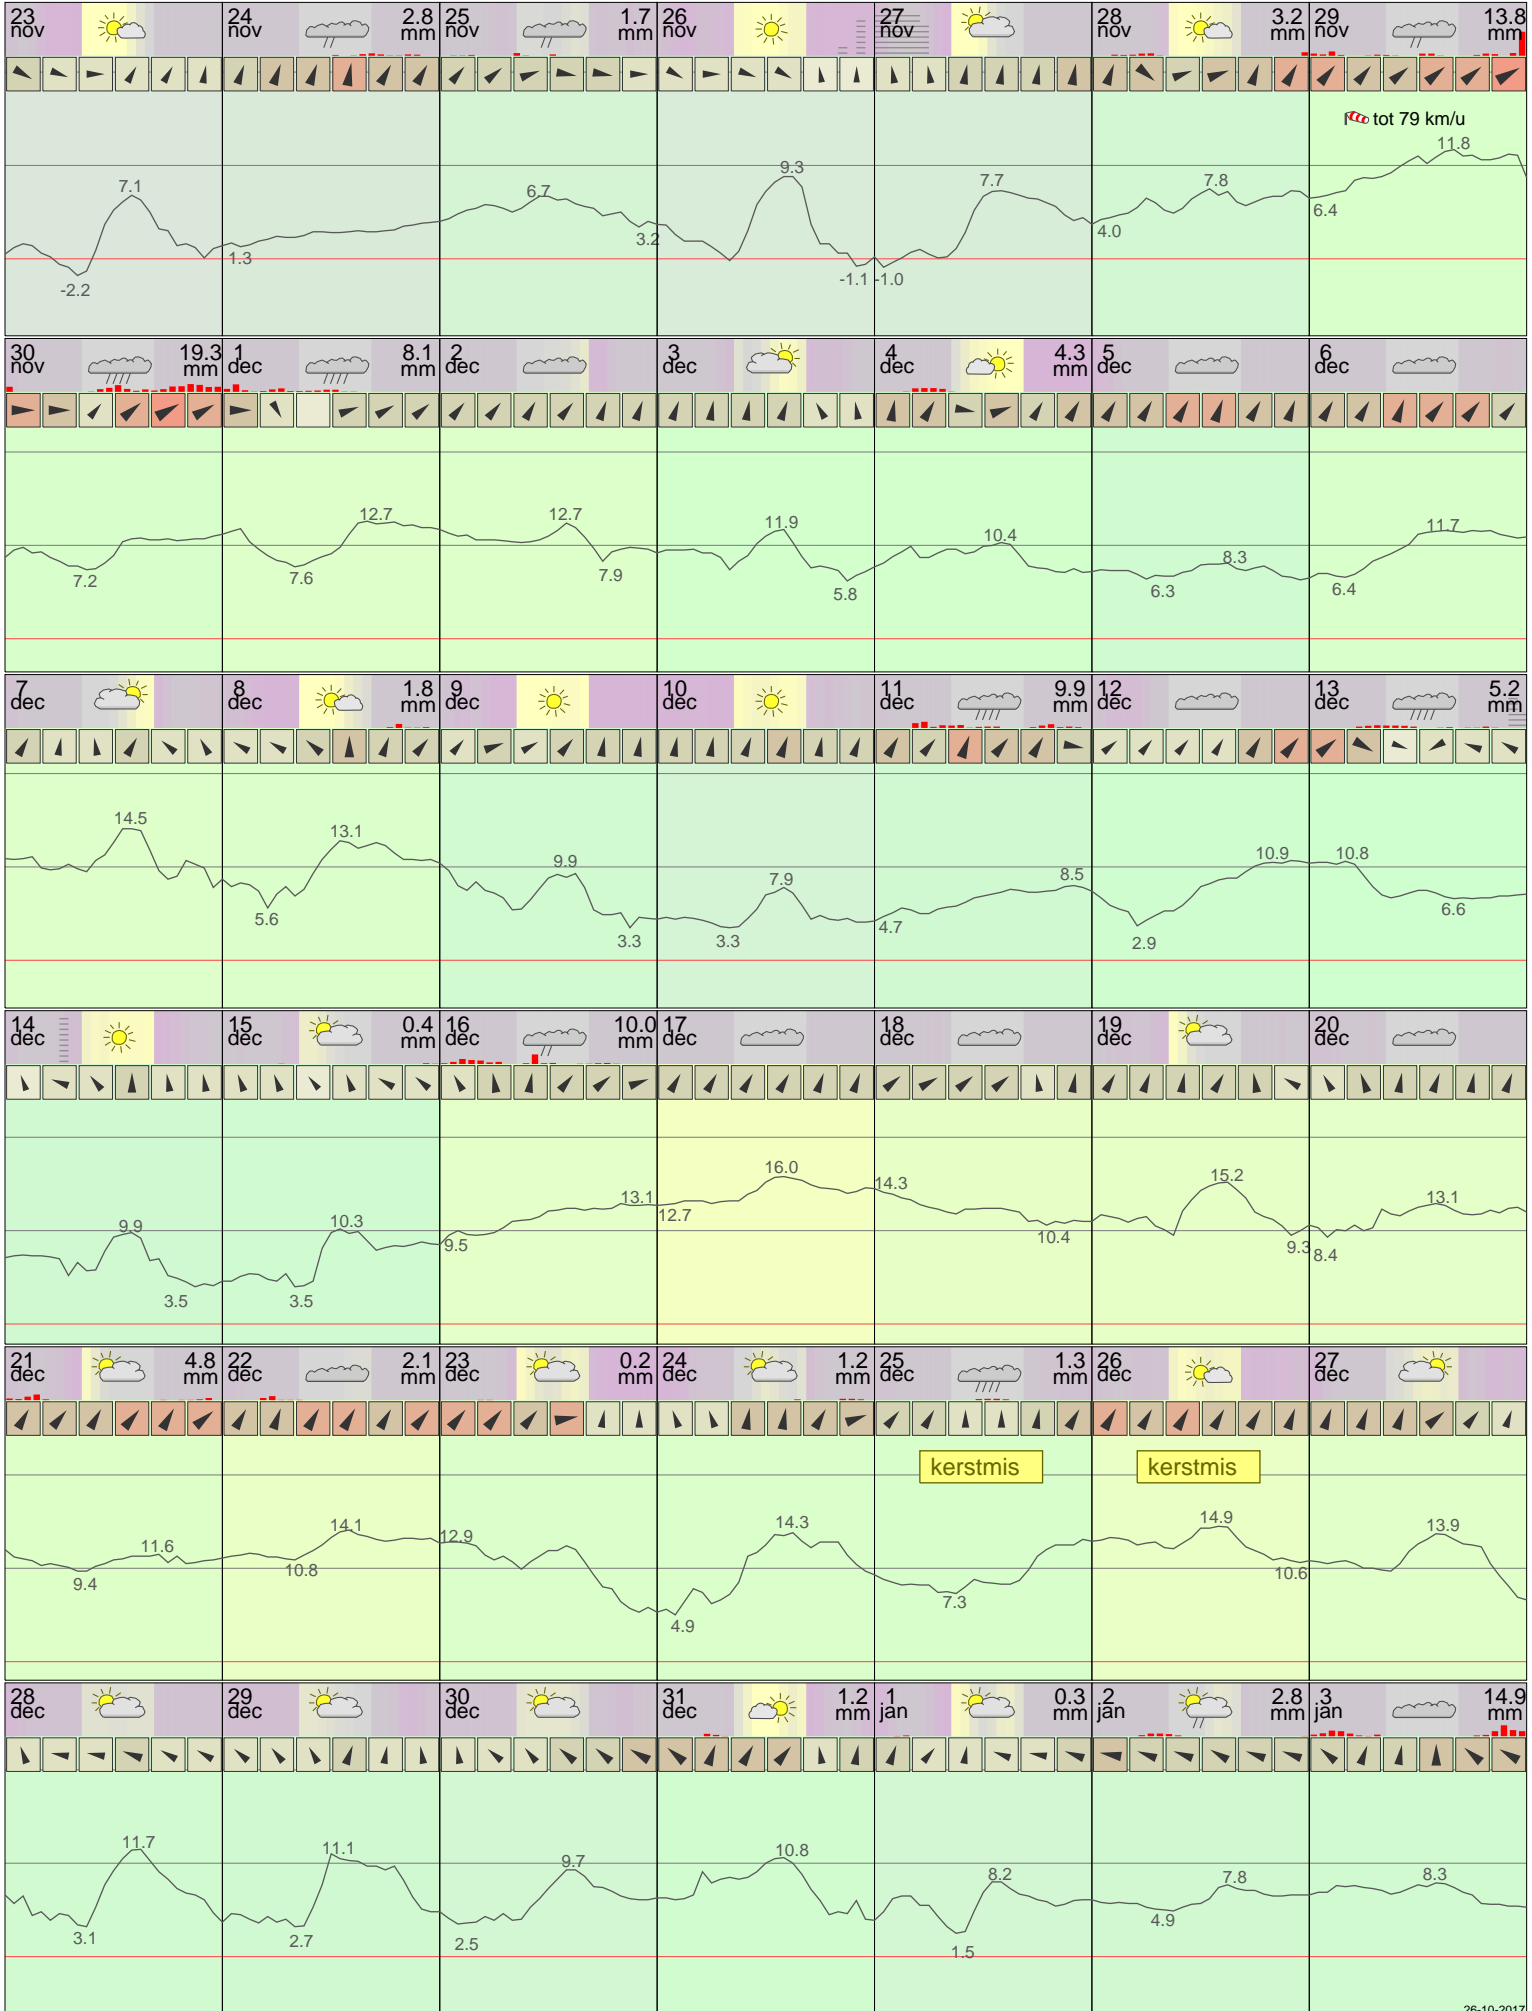 23 nov
24 nov 2.8 mm
25 nov 1.7 mm
26 nov
27 nov
28 nov 3.2 mm
29 nov 13.8 mm
tot 79 km/u
7.1
-2.2
1.3
6.7
3.2
9.3
-1.1
-1.0
7.7
4.0
7.8
6.4
11.8
30 nov 19.3 mm
1 dec 8.1 mm
2 dec
3 dec
4 dec 4.3 mm
5 dec
6 dec
7.2
7.6
12.7
12.7
7.9
11.9
5.8
10.4
6.3
8.3
6.4
11.7
7 dec
8 dec 1.8 mm
9 dec
10 dec
11 dec 9.9 mm
12 dec
13 dec 5.2 mm
14.5
5.6
13.1
9.9
3.3
3.3
7.9
4.7
8.5
2.9
10.9
10.8
6.6
14 dec
15 dec 0.4 mm
16 dec 10.0 mm
17 dec
18 dec
19 dec
20 dec
9.9
3.5
3.5
10.3
9.5
13.1
12.7
16.0
14.3
10.4
15.2
9.3
8.4
13.1
21 dec 4.8 mm
22 dec 2.1 mm
23 dec 0.2 mm
24 dec 1.2 mm
25 dec 1.3 mm
26 dec
27 dec
kerstmis
kerstmis
9.4
11.6
10.8
14.1
12.9
4.9
14.3
7.3
14.9
10.6
13.9
28 dec
29 dec
30 dec
31 dec 1.2 mm
1 jan 0.3 mm
2 jan 2.8 mm
3 jan 14.9 mm
3.1
11.7
2.7
11.1
2.5
9.7
10.8
1.5
8.2
4.9
7.8
8.3
26-10-2017